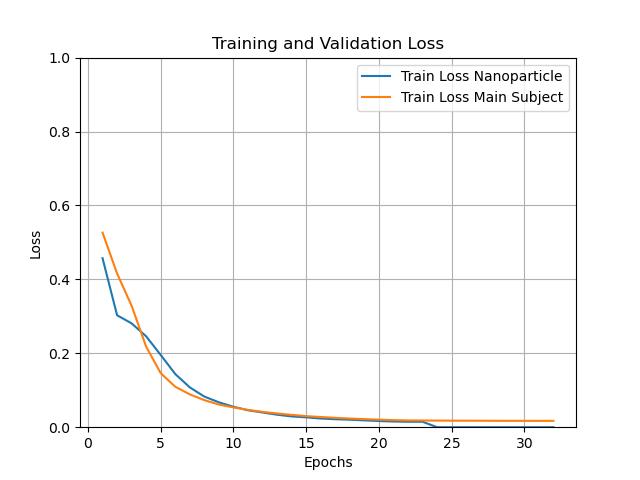 Training and Validation Loss
Train Loss Nanoparticle
Train Loss Main Subject
Loss
1.0
0.8
0.6
0.4
0.2
0.0
0 5 10 15 20 25 30
Epochs